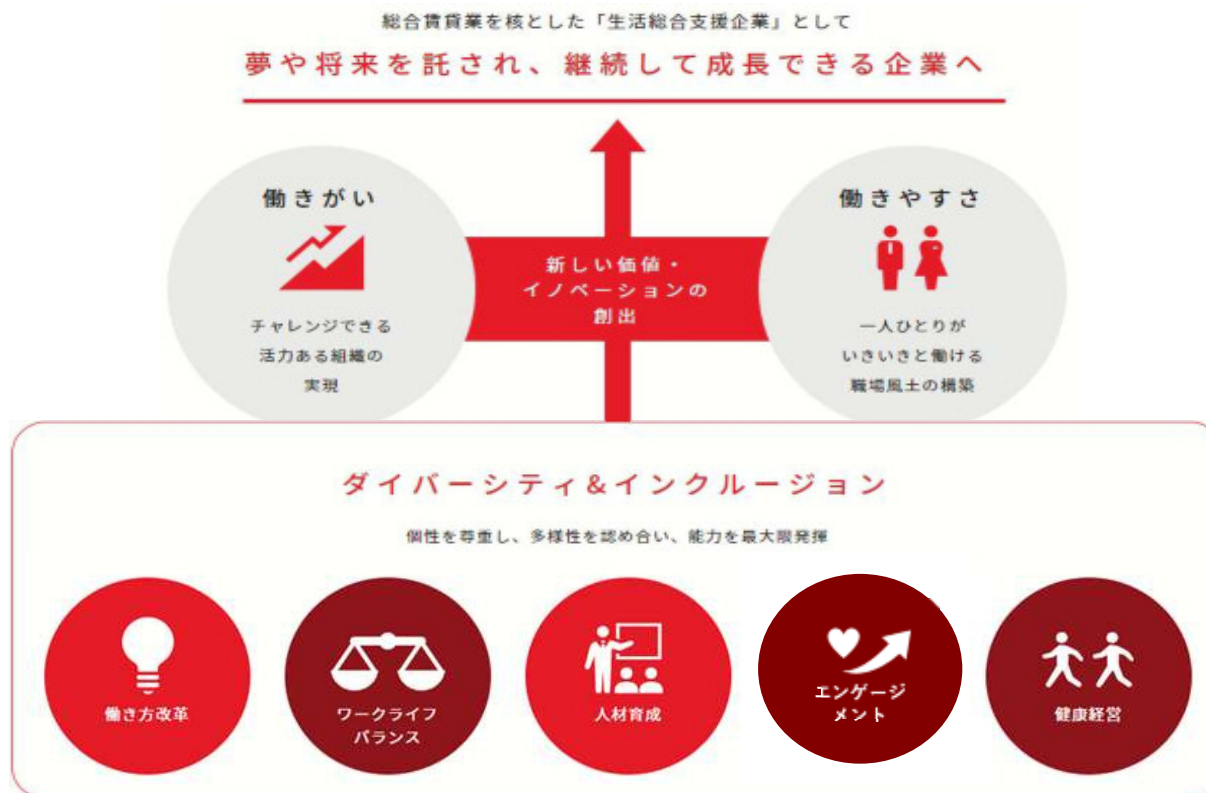 総合賃貸業を核とした「生活総合支援企業」として
夢や将来を託され、継続して成長できる企業へ
働きがい
チャレンジできる
活力ある組織の
実現
新しい価値・
イノベーションの
創出
働きやすさ
一人ひとりが
いきいきと働ける
職場風土の構築
ダイバーシティ&インクルージョン
個性を尊重し、多様性を認め合い、能力を最大限発揮
働き方改革
ワークライフ
バランス
人材育成
エンゲージ
メント
健康経営